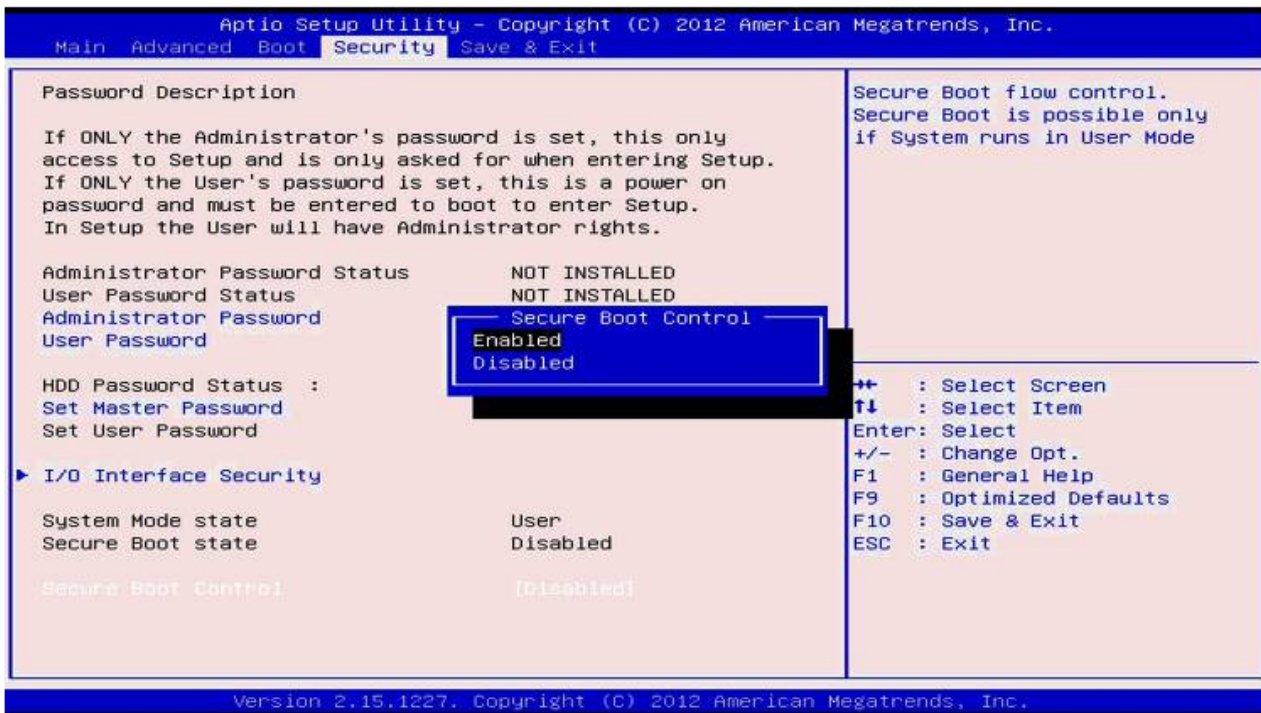 Aptio Setup Utility - Copyright (C) 2012 American Megatrends, Inc.
Main Advanced Boot Security Save & Exit
Password Description
If ONLY the Administrator's password is set, this only
access to Setup and is only asked for when entering Setup.
If ONLY the User's password is set, this is a power on
password and must be entered to boot to enter Setup.
In Setup the User will have Administrator rights.
Administrator Password Status NOT INSTALLED
User Password Status NOT INSTALLED
Administrator Password
User Password
Secure Boot Control
Enabled
Disabled
HDD Password Status :
Set Master Password
Set User Password
I/O Interface Security
System Mode state User
Secure Boot state Disabled
Secure Boot Control [Disabled]
Secure Boot flow control.
Secure Boot is possible only
if System runs in User Mode
→← : Select Screen
↑↓ : Select Item
Enter: Select
+/- : Change Opt.
F1 : General Help
F9 : Optimized Defaults
F10 : Save & Exit
ESC : Exit
Version 2.15.1227. Copyright (C) 2012 American Megatrends, Inc.